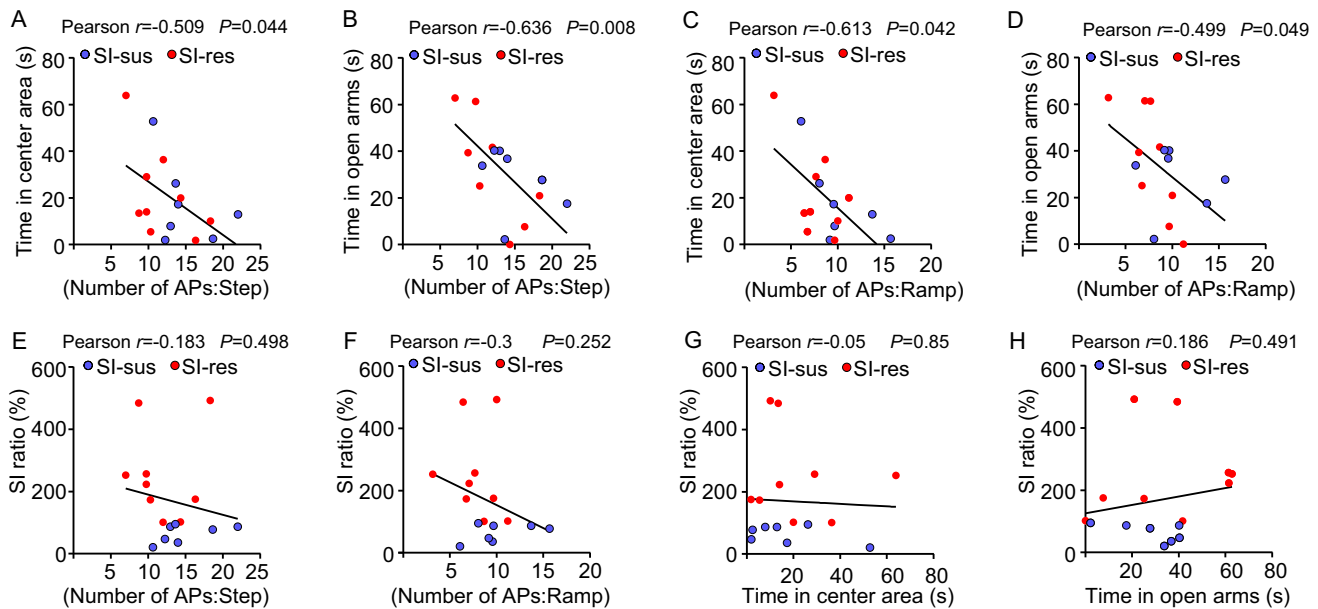 A
Pearson r=-0.509 P=0.044
SI-sus SI-res
Time in center area (s)
80
60
40
20
0
0 5 10 15 20 25
(Number of APs:Step)
B
Pearson r=-0.636 P=0.008
SI-sus SI-res
Time in open arms (s)
80
60
40
20
0
0 5 10 15 20 25
(Number of APs:Step)
C
Pearson r=-0.613 P=0.042
SI-sus SI-res
Time in center area (s)
80
60
40
20
0
0 5 10 15 20
(Number of APs:Ramp)
D
Pearson r=-0.499 P=0.049
SI-sus SI-res
Time in open arms (s)
80
60
40
20
0
0 5 10 15 20
(Number of APs:Ramp)
E
Pearson r=-0.183 P=0.498
SI-sus SI-res
SI ratio (%)
600
400
200
0
0 5 10 15 20 25
(Number of APs:Step)
F
Pearson r=-0.3 P=0.252
SI-sus SI-res
SI ratio (%)
600
400
200
0
0 5 10 15 20
(Number of APs:Ramp)
G
Pearson r=-0.05 P=0.85
SI-sus SI-res
SI ratio (%)
600
400
200
0
0 20 40 60 80
Time in center area (s)
H
Pearson r=0.186 P=0.491
SI-sus SI-res
SI ratio (%)
600
400
200
0
0 20 40 60 80
Time in open arms (s)